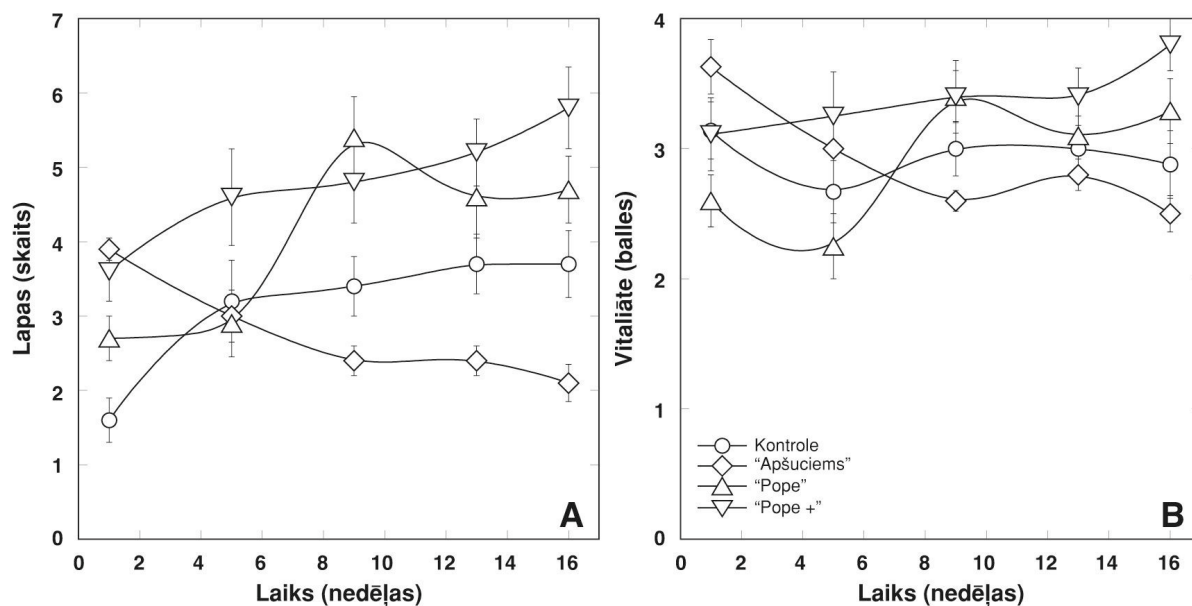 7
6
5
4
3
2
1
0
Lapas (skaits)
0 2 4 6 8 10 12 14 16
Laiks (nedēļas)
A
4
3
2
1
0
Vitaliāte (balles)
Kontrole
“Apšuciems”
“Pope”
“Pope +”
0 2 4 6 8 10 12 14 16
Laiks (nedēļas)
B